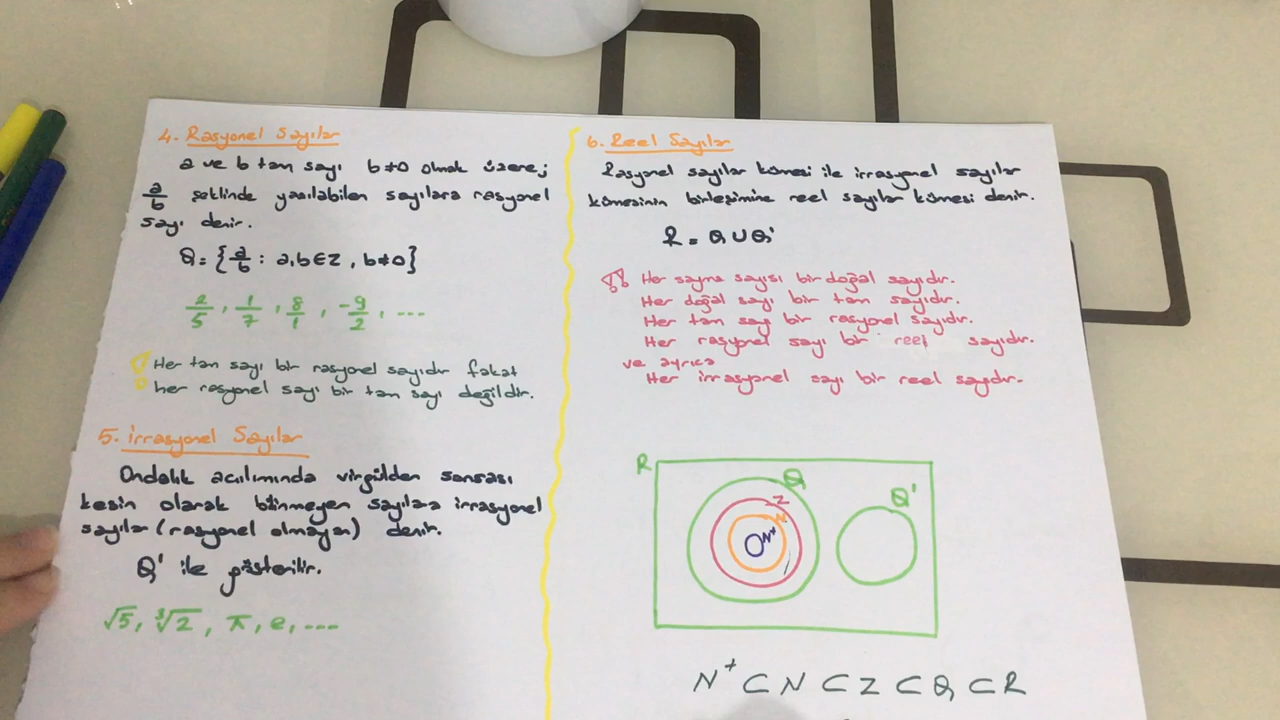 4. Rasyonel Sayılar
a ve b tam sayı b≠0 olmak üzere;
a/b şeklinde yazılabilen sayılara rasyonel
sayı denir.
Q = {a/b : a,b∈Z, b≠0}
2/5, 1/7, 8/1, -9/2, ...
! Her tam sayı bir rasyonel sayıdır fakat
her rasyonel sayı bir tam sayı değildir.
5. İrrasyonel Sayılar
Ondalık açılımında virgülden sonrası
kesin olarak bilinmeyen sayılara irrasyonel
sayılar (rasyonel olmayan) denir.
Q' ile gösterilir.
√5, ³√2, π, e, ...
6. Reel Sayılar
Rasyonel sayılar kümesi ile irrasyonel sayılar
kümesinin birleşimine reel sayılar kümesi denir.
R = Q ∪ Q'
!! Her sayma sayısı bir doğal sayıdır.
Her doğal sayı bir tam sayıdır.
Her tam sayı bir rasyonel sayıdır.
Her rasyonel sayı bir reel sayıdır.
ve ayrıca
Her irrasyonel sayı bir reel sayıdır.
R
Q
Q'
Z
N
N⁺
N⁺ ⊂ N ⊂ Z ⊂ Q ⊂ R